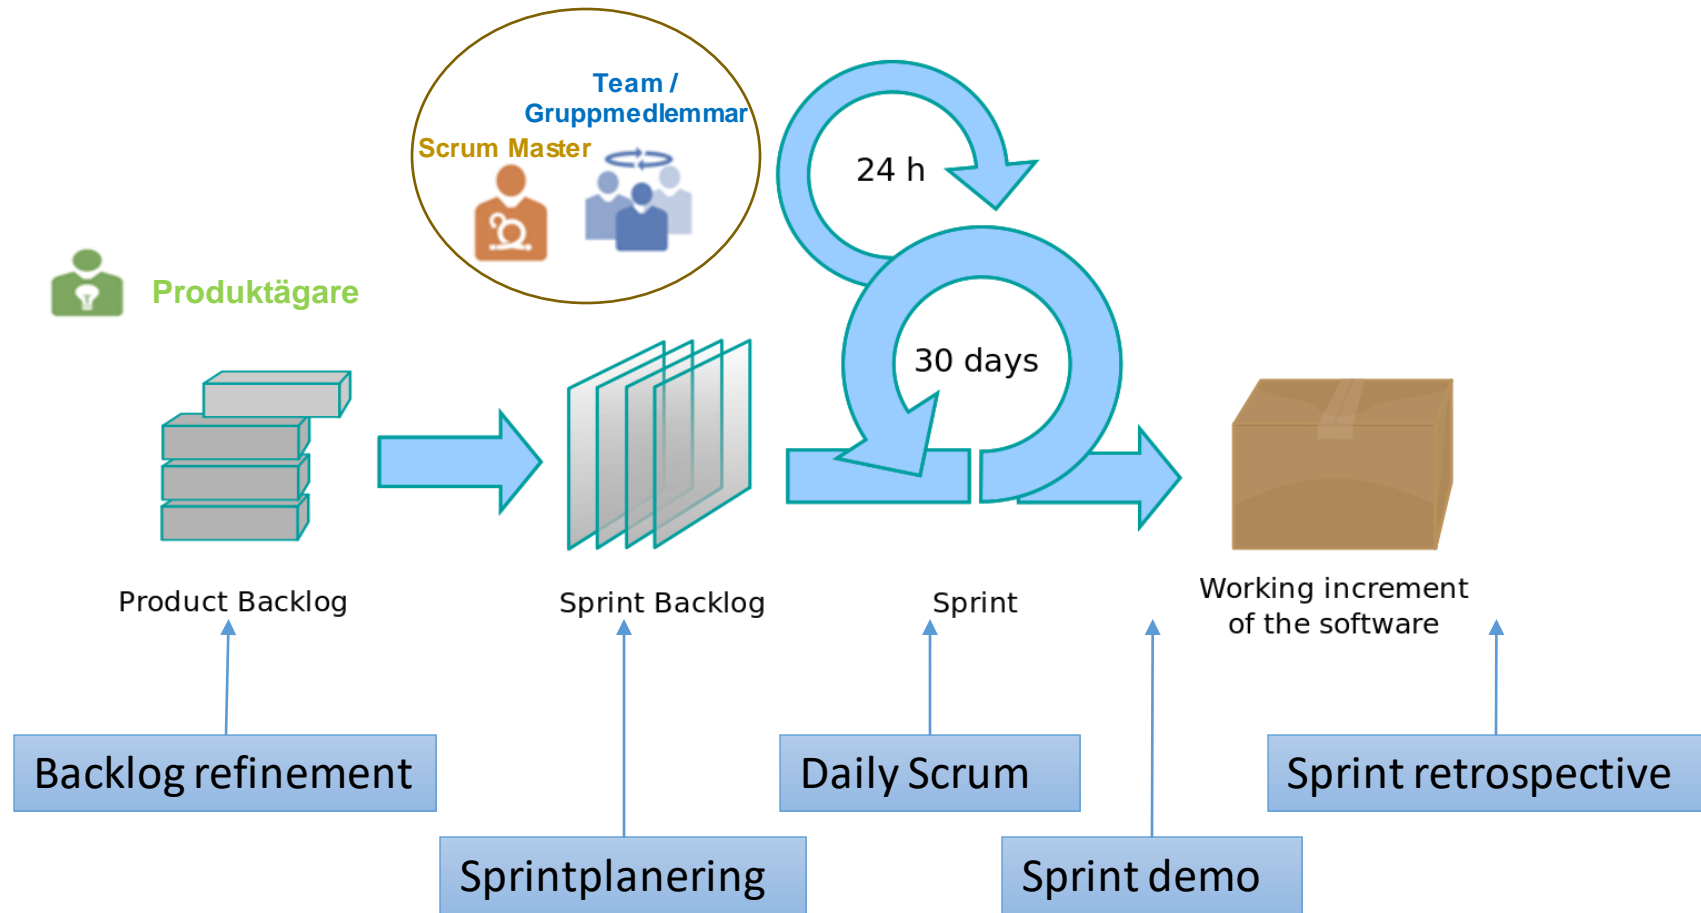 Team /
Gruppmedlemmar
Scrum Master
24 h
Produktägare
30 days
Product Backlog
Sprint Backlog
Sprint
Working increment
of the software
Backlog refinement
Daily Scrum
Sprint retrospective
Sprintplanering
Sprint demo